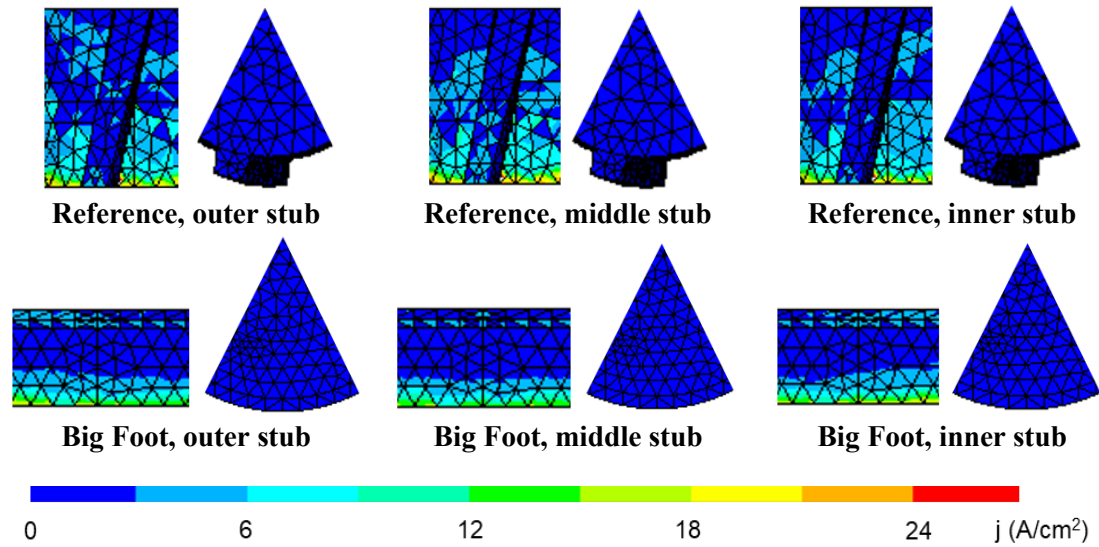 Reference, outer stub Reference, middle stub Reference, inner stub
Big Foot, outer stub Big Foot, middle stub Big Foot, inner stub
0 6 12 18 24 j (A/cm²)